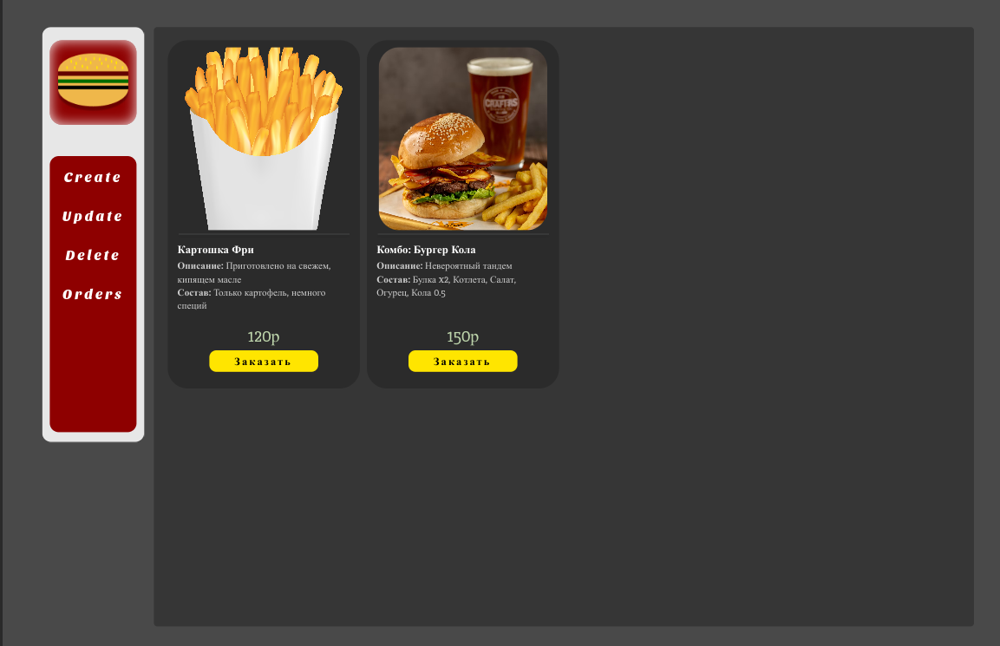 Create
Update
Delete
Orders
CRAFTERS
Картошка Фри
Описание: Приготовлено на свежем,
кипящем масле
Состав: Только картофель, немного
специй
120р
Заказать
Комбо: Бургер Кола
Описание: Невероятный тандем
Состав: Булка x2, Котлета, Салат,
Огурец, Кола 0.5
150р
Заказать